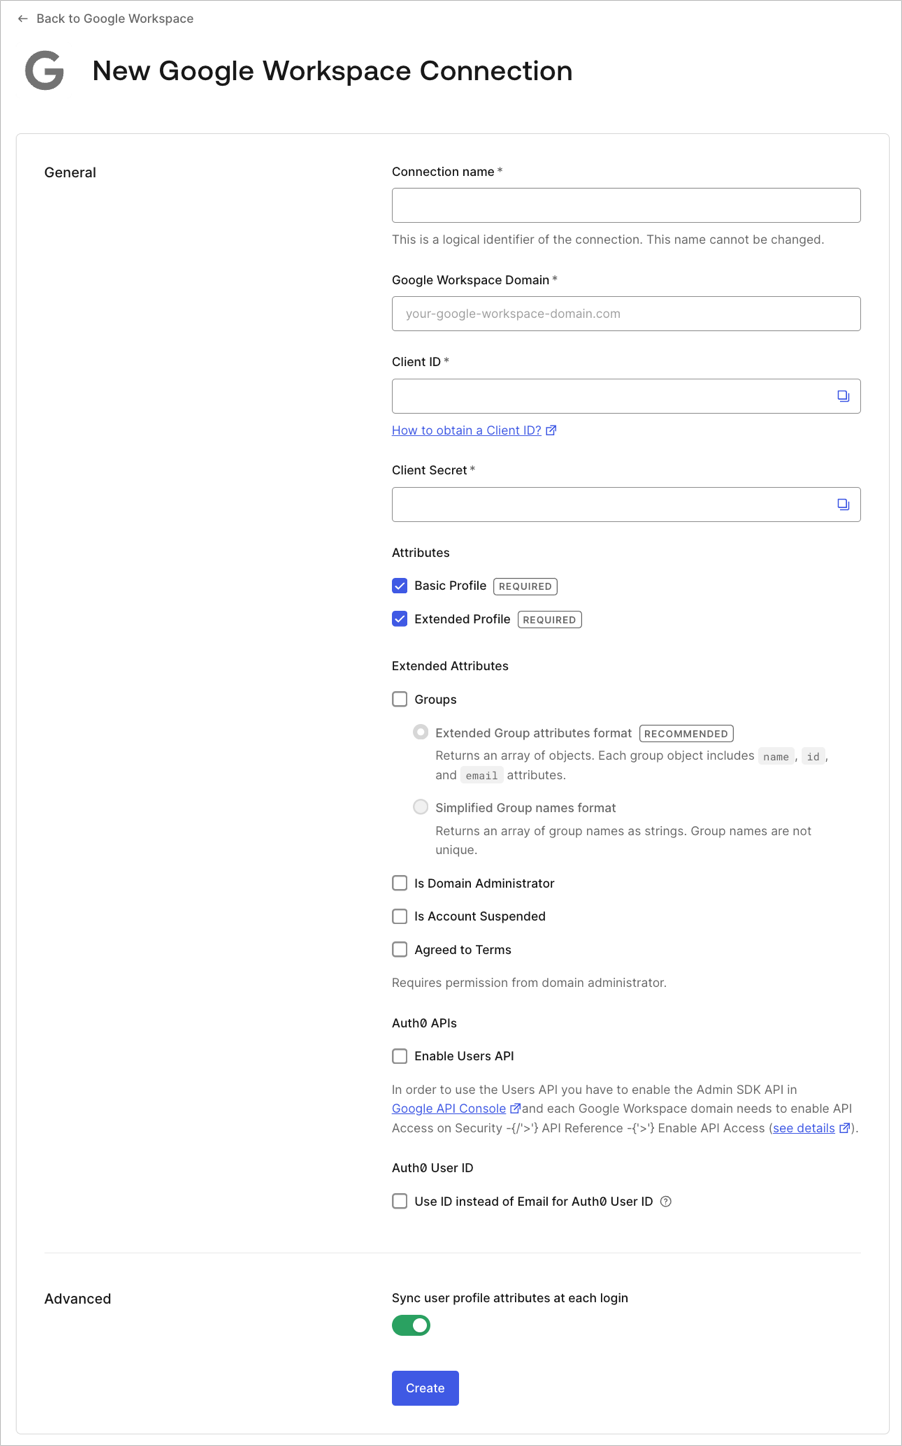 ← Back to Google Workspace
New Google Workspace Connection
General
Connection name *
This is a logical identifier of the connection. This name cannot be changed.
Google Workspace Domain *
your-google-workspace-domain.com
Client ID *
How to obtain a Client ID?
Client Secret *
Attributes
Basic Profile REQUIRED
Extended Profile REQUIRED
Extended Attributes
Groups
Extended Group attributes format RECOMMENDED
Returns an array of objects. Each group object includes name , id ,
and email attributes.
Simplified Group names format
Returns an array of group names as strings. Group names are not
unique.
Is Domain Administrator
Is Account Suspended
Agreed to Terms
Requires permission from domain administrator.
Auth0 APIs
Enable Users API
In order to use the Users API you have to enable the Admin SDK API in
Google API Console and each Google Workspace domain needs to enable API
Access on Security -{/'>'} API Reference -{'>'} Enable API Access (see details ).
Auth0 User ID
Use ID instead of Email for Auth0 User ID ?
Advanced
Sync user profile attributes at each login
Create